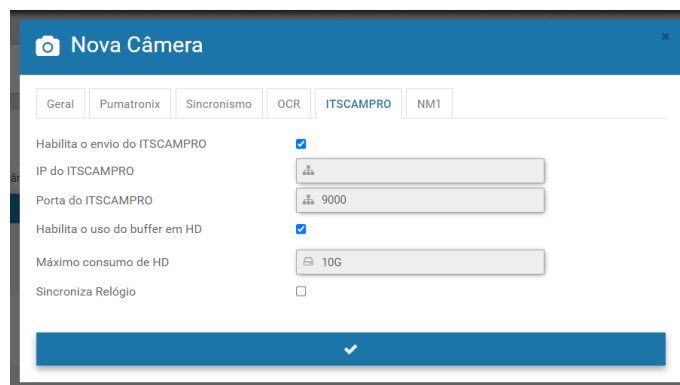 Nova Câmera
×
Geral Pumatronix Sincronismo OCR ITSCAMPRO NM1
Habilita o envio do ITSCAMPRO
IP do ITSCAMPRO
Porta do ITSCAMPRO 9000
Habilita o uso do buffer em HD
Máximo consumo de HD 10G
Sincroniza Relógio